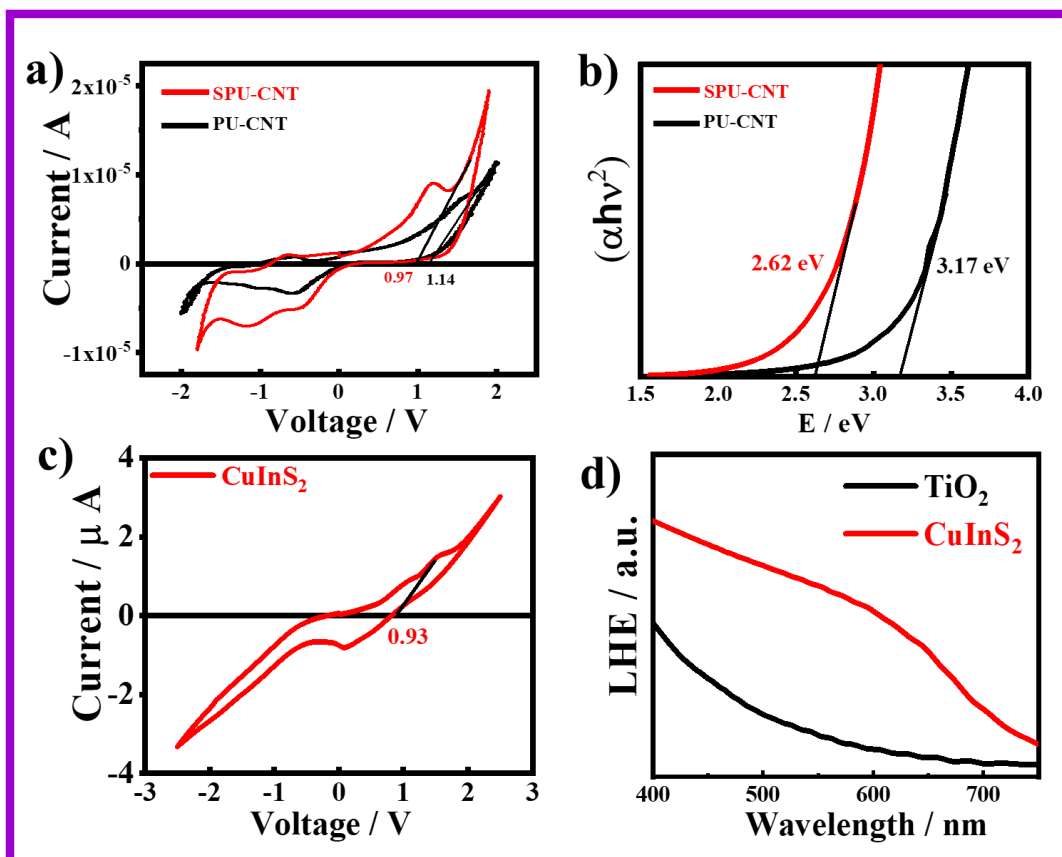 a)
SPU-CNT
PU-CNT
2x10⁻⁵
1x10⁻⁵
0
-1x10⁻⁵
Current / A
0.97
1.14
-2
-1
0
1
2
Voltage / V
b)
SPU-CNT
PU-CNT
(αhν²)
2.62 eV
3.17 eV
1.5
2.0
2.5
3.0
3.5
4.0
E / eV
c)
CuInS₂
4
2
0
-2
-4
Current / μ A
0.93
-3
-2
-1
0
1
2
3
Voltage / V
d)
TiO₂
CuInS₂
LHE / a.u.
400
500
600
700
Wavelength / nm